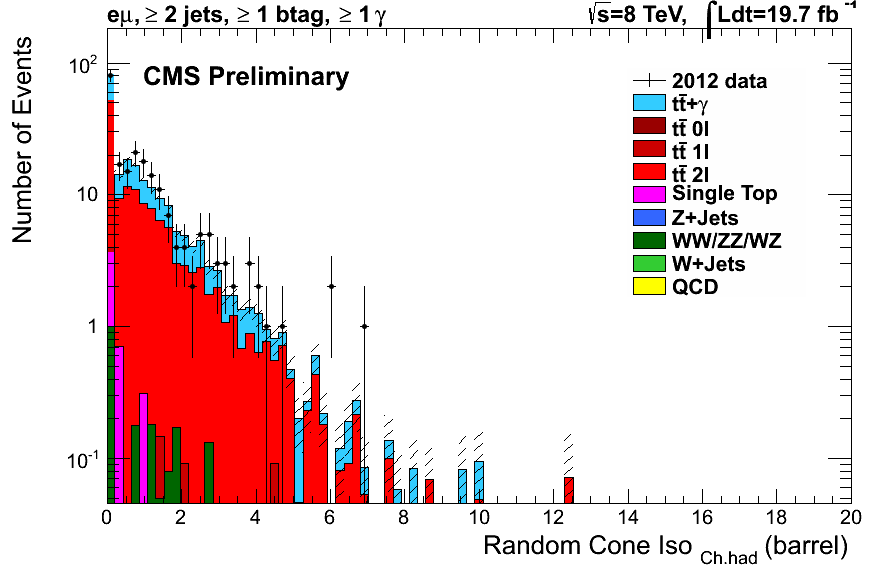 eμ, ≥ 2 jets, ≥ 1 btag, ≥ 1 γ √s=8 TeV, ∫Ldt=19.7 fb⁻¹
CMS Preliminary
Number of Events
10²
10
1
10⁻¹
2012 data
tt̄+γ
tt̄ 0l
tt̄ 1l
tt̄ 2l
Single Top
Z+Jets
WW/ZZ/WZ
W+Jets
QCD
0 2 4 6 8 10 12 14 16 18 20
Random Cone Iso Ch.had (barrel)